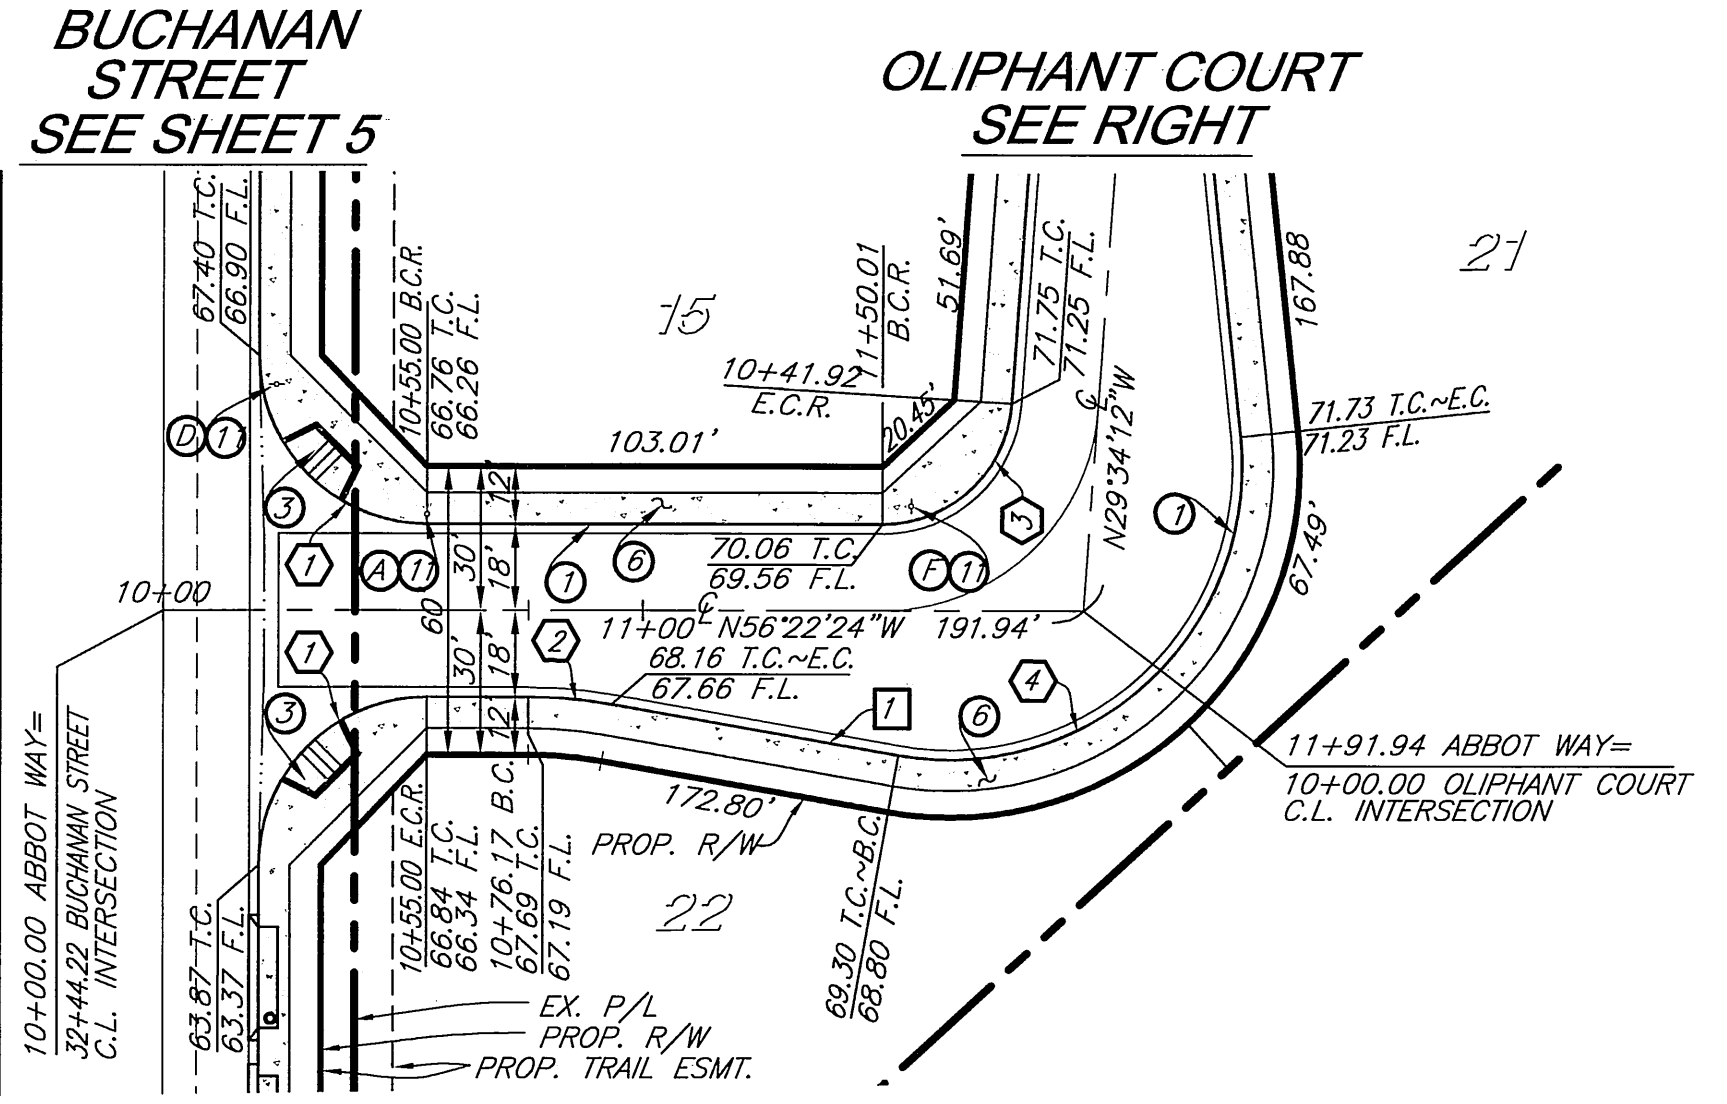 BUCHANAN
STREET
SEE SHEET 5
OLIPHANT COURT
SEE RIGHT
67.40 T.C.
66.90 F.L.
10+55.00 B.C.R.
66.76 T.C.
66.26 F.L.
15
11+50.01
B.C.R.
51.69'
71.75 T.C.
71.25 F.L.
167.88
21
10+41.92
E.C.R.
20.45'
103.01'
℄
N29°34'12"W
71.73 T.C.~E.C.
71.23 F.L.
D
11
3
1
A
11
12'
30'
18'
60'
1
6
70.06 T.C.
69.56 F.L.
F
11
3
1
67.49'
10+00
℄
11+00
N56°22'24"W
191.94'
1
3
30'
18'
12'
2
68.16 T.C.~E.C.
67.66 F.L.
1
6
4
11+91.94 ABBOT WAY=
10+00.00 OLIPHANT COURT
C.L. INTERSECTION
10+00.00 ABBOT WAY=
32+44.22 BUCHANAN STREET
C.L. INTERSECTION
63.87 T.C.
63.37 F.L.
10+55.00 E.C.R.
66.84 T.C.
66.34 F.L.
10+76.17 B.C.
67.69 T.C.
67.19 F.L.
172.80'
PROP. R/W
22
69.30 T.C.~B.C.
68.80 F.L.
EX. P/L
PROP. R/W
PROP. TRAIL ESMT.